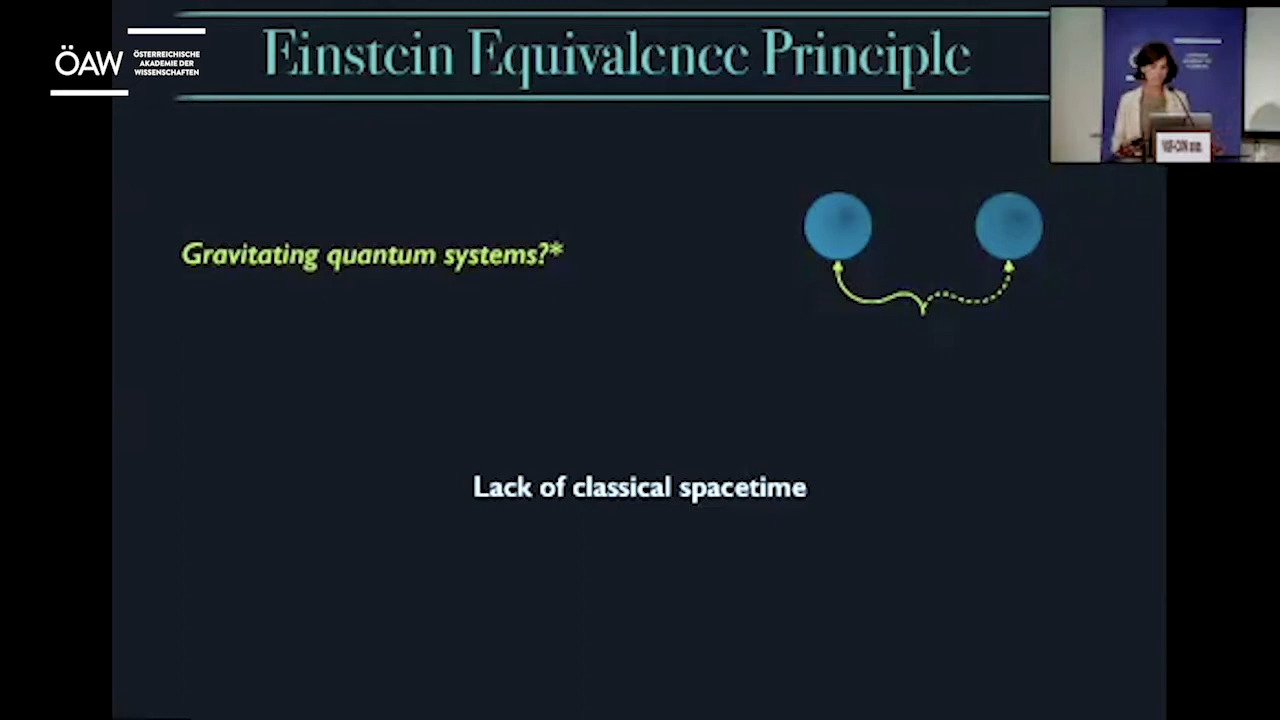 Einstein Equivalence Principle
ÖAW
ÖSTERREICHISCHE
AKADEMIE DER
WISSENSCHAFTEN
Gravitating quantum systems?*
Lack of classical spacetime